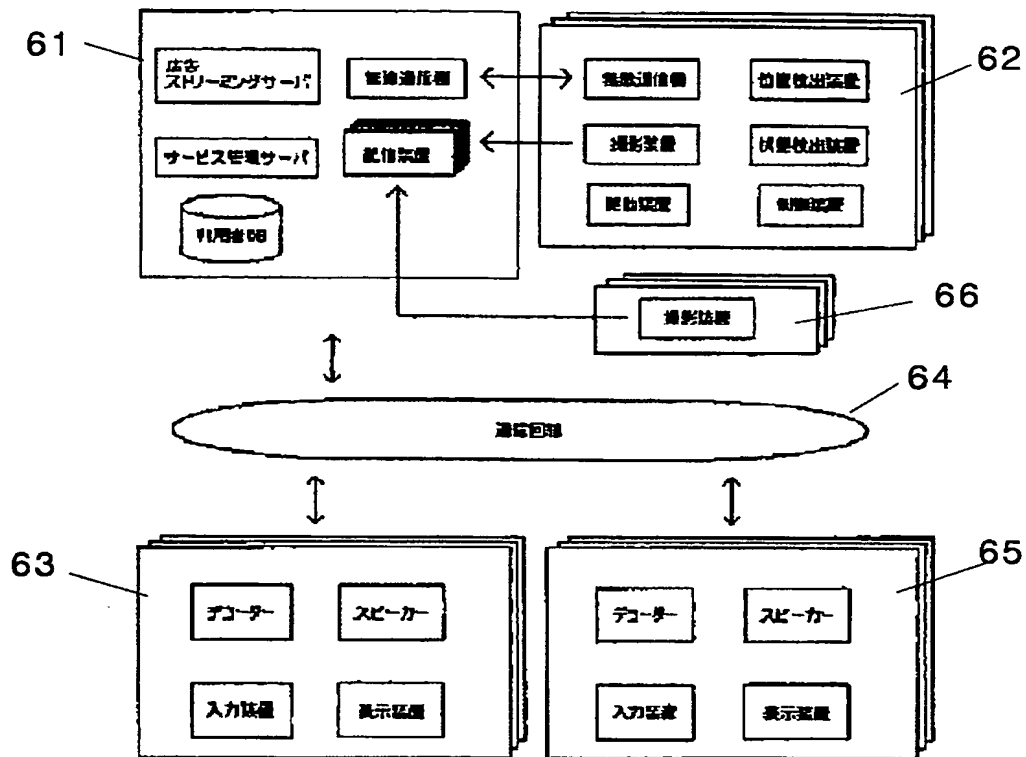 61
広告
ストリーミングサーバ
無線通信機
サービス管理サーバ
配信装置
利用者DB
62
無線通信機
位置検出装置
撮影装置
状態検出装置
駆動装置
制御装置
66
撮影装置
64
通信回線
63
デコーダー
スピーカー
入力装置
表示装置
65
デコーダー
スピーカー
入力装置
表示装置